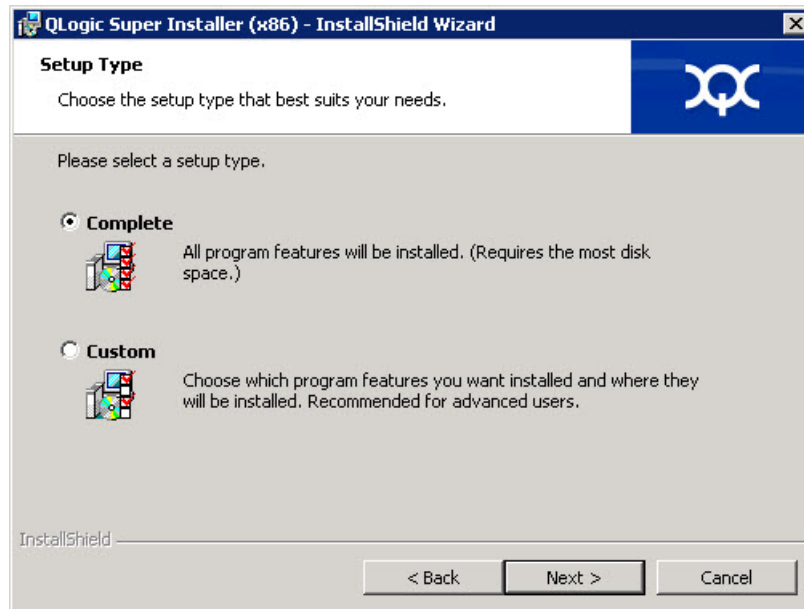 QLogic Super Installer (x86) - InstallShield Wizard
Setup Type
Choose the setup type that best suits your needs.
Please select a setup type.
Complete
All program features will be installed. (Requires the most disk
space.)
Custom
Choose which program features you want installed and where they
will be installed. Recommended for advanced users.
InstallShield
< Back
Next >
Cancel